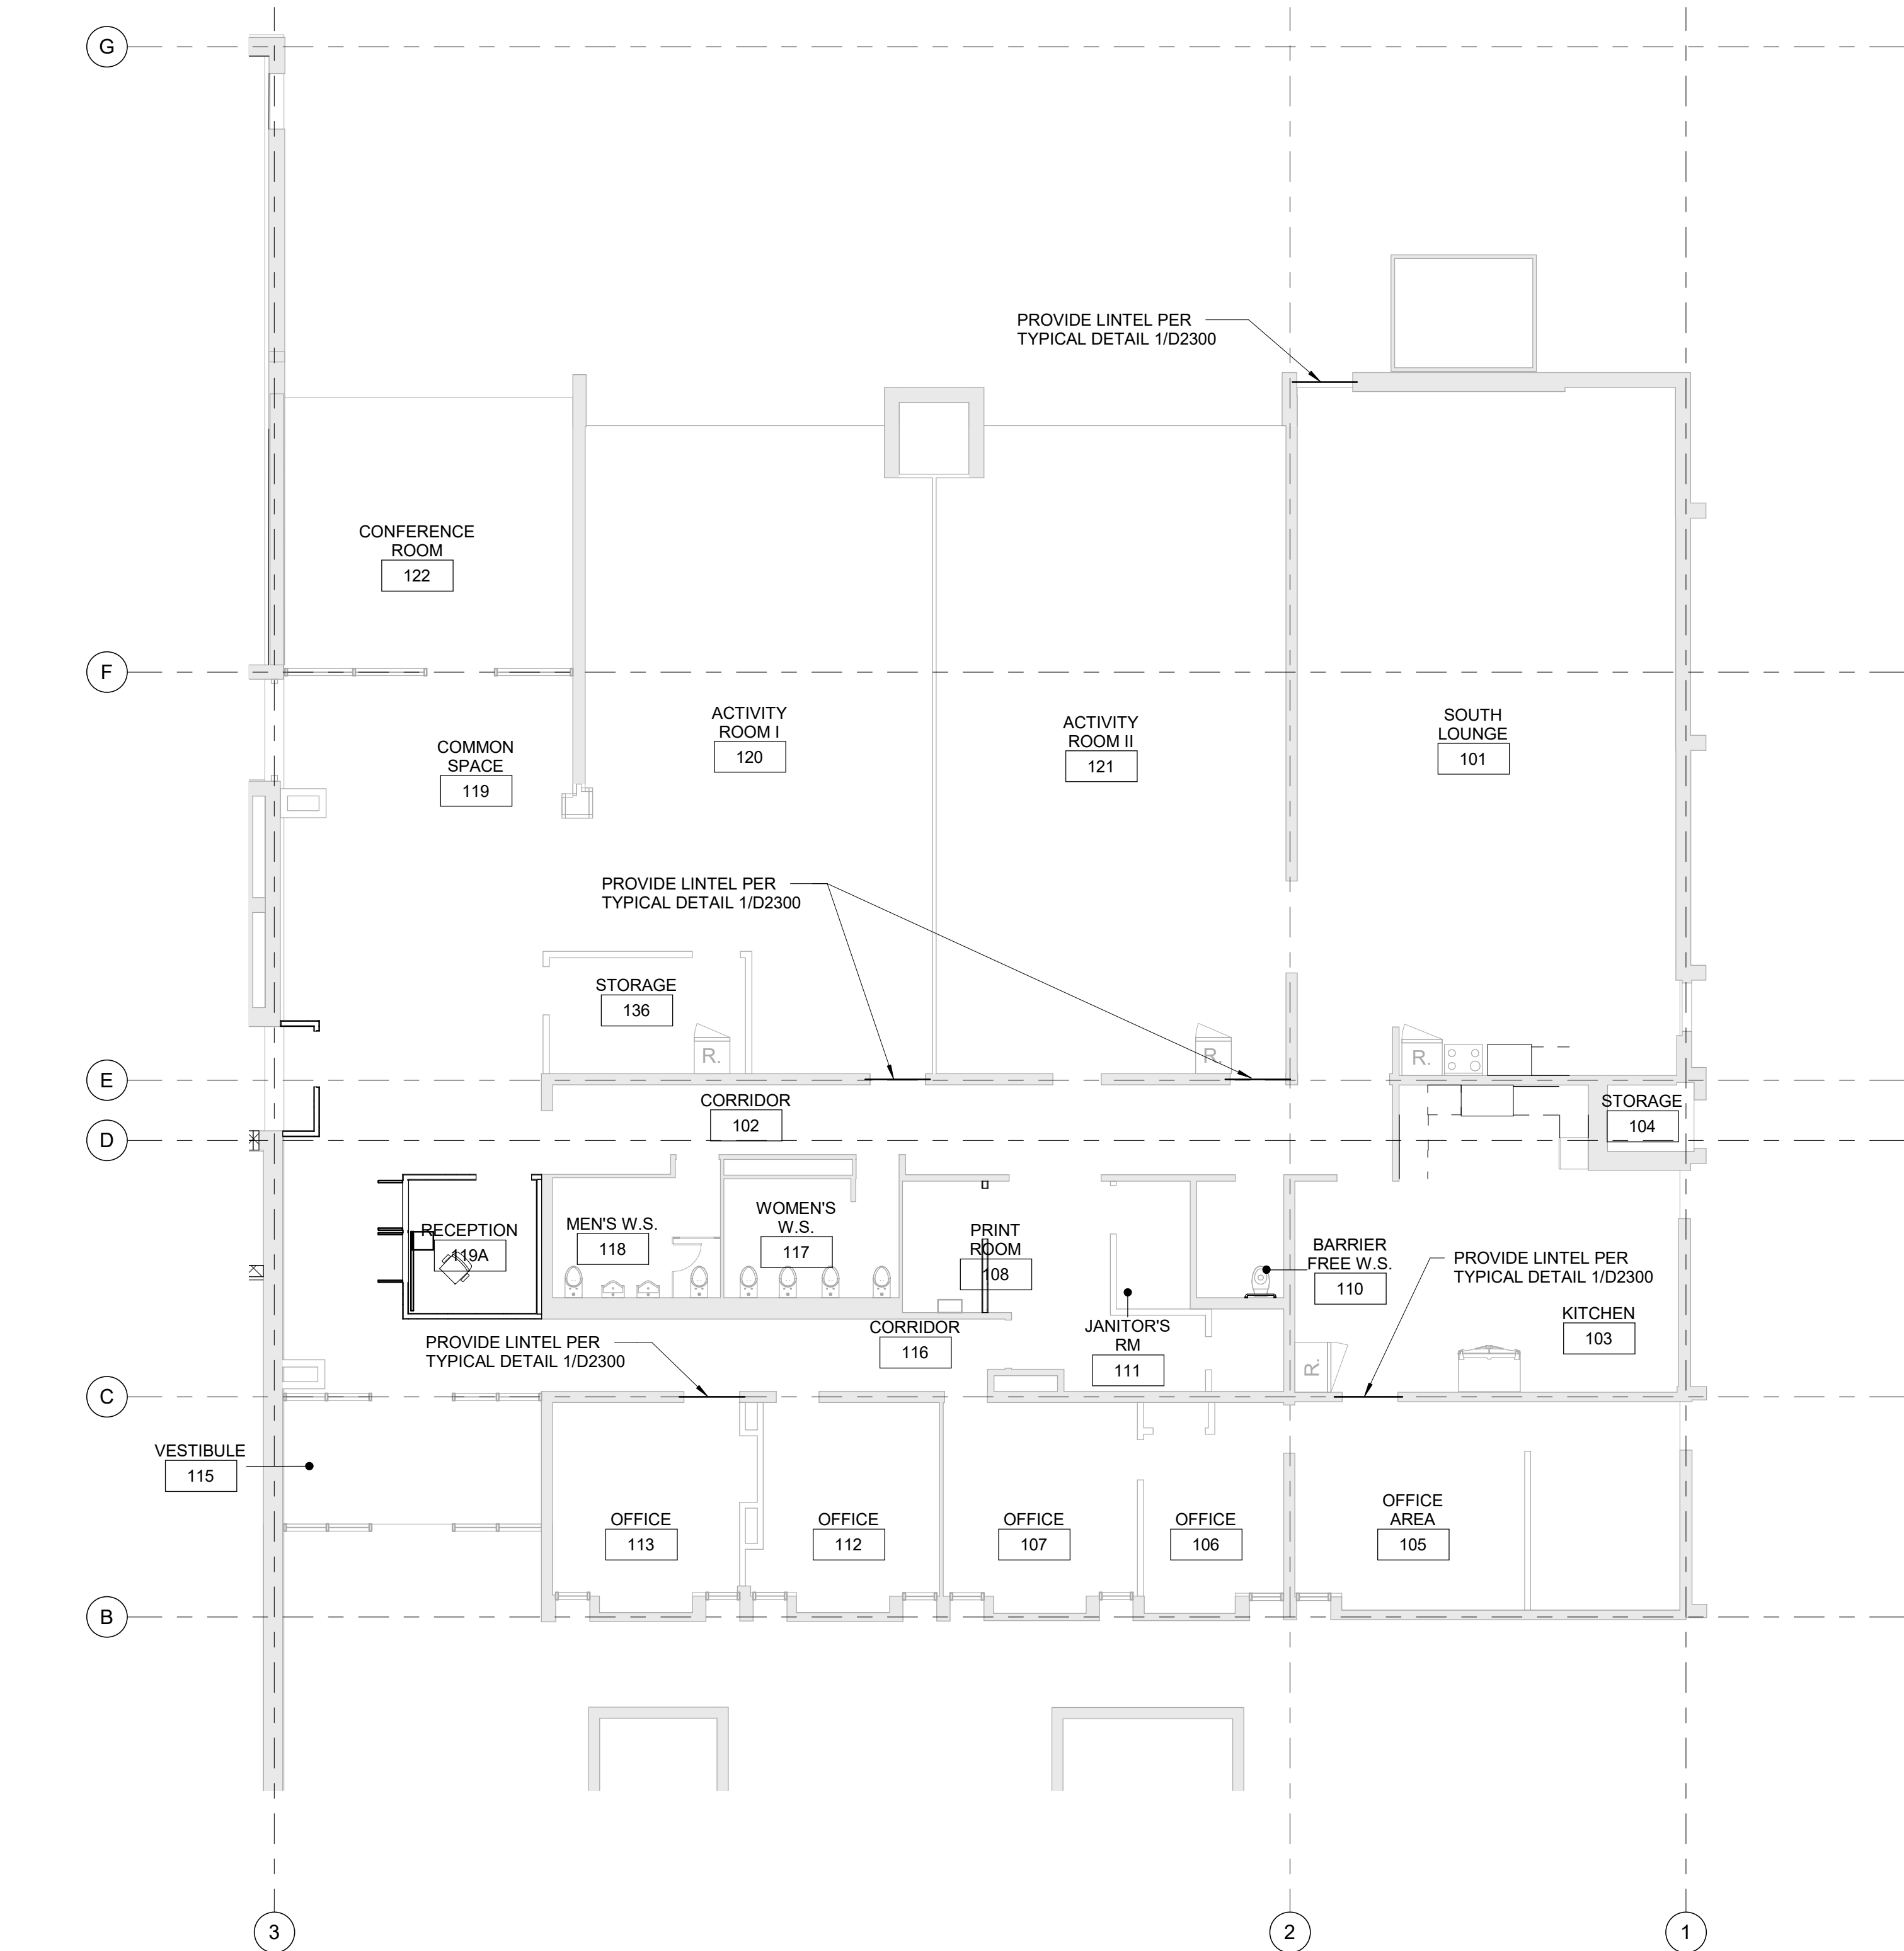 G
PROVIDE LINTEL PER
TYPICAL DETAIL 1/D2300
CONFERENCE
ROOM
122
F
COMMON
SPACE
119
ACTIVITY
ROOM I
120
ACTIVITY
ROOM II
121
SOUTH
LOUNGE
101
PROVIDE LINTEL PER
TYPICAL DETAIL 1/D2300
STORAGE
136
R.
R.
R.
E
CORRIDOR
102
STORAGE
104
D
RECEPTION
119A
MEN'S W.S.
118
WOMEN'S
W.S.
117
PRINT
ROOM
108
BARRIER
FREE W.S.
110
PROVIDE LINTEL PER
TYPICAL DETAIL 1/D2300
KITCHEN
103
PROVIDE LINTEL PER
TYPICAL DETAIL 1/D2300
CORRIDOR
116
JANITOR'S
RM
111
R.
C
VESTIBULE
115
OFFICE
113
OFFICE
112
OFFICE
107
OFFICE
106
OFFICE
AREA
105
B
3
2
1